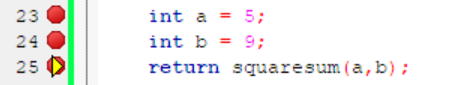 23 int a = 5;
24 int b = 9;
25 return squaresum(a,b);